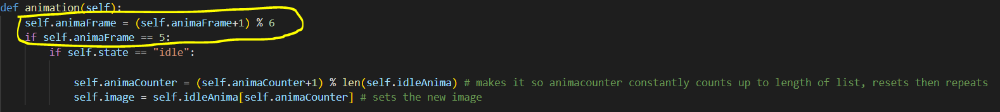 def animation(self):
self.animaFrame = (self.animaFrame+1) % 6
if self.animaFrame == 5:
if self.state == "idle":
self.animaCounter = (self.animaCounter+1) % len(self.idleAnima) # makes it so animacounter constantly counts up to length of list, resets then repeats
self.image = self.idleAnima[self.animaCounter] # sets the new image